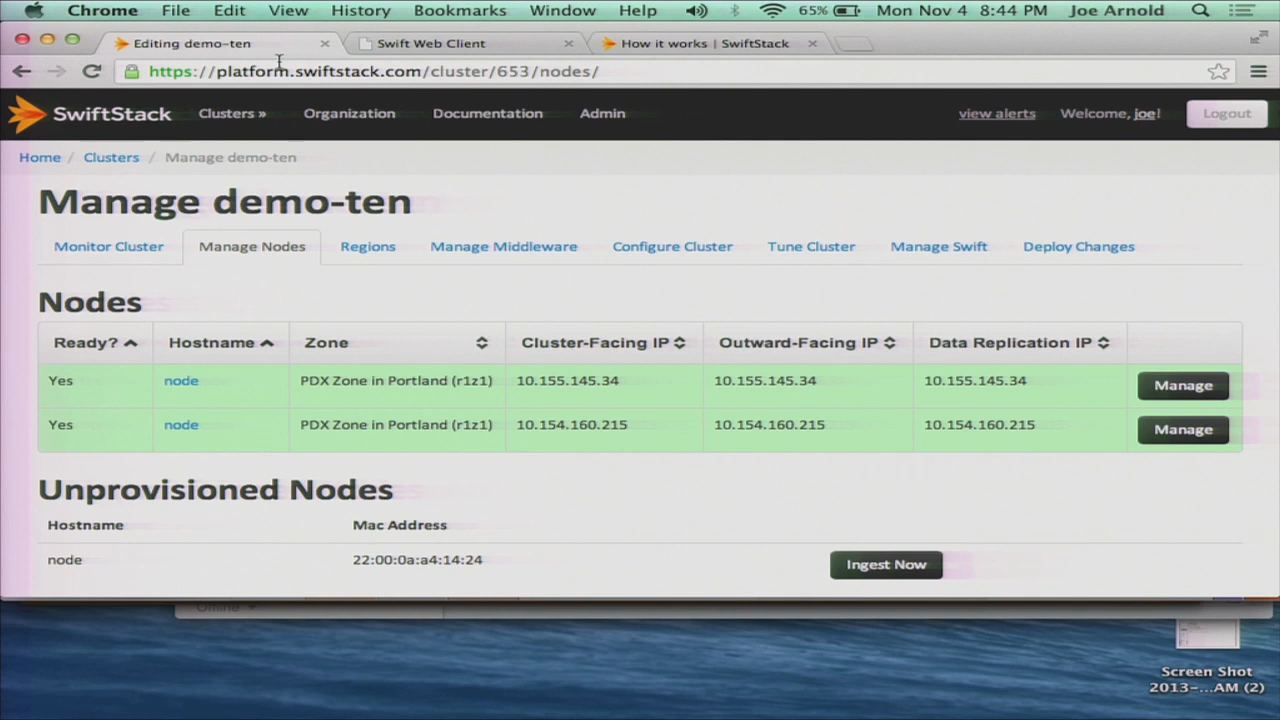 Chrome File Edit View History Bookmarks Window Help 65% Mon Nov 4 8:44 PM Joe Arnold
Editing demo-ten Swift Web Client How it works | SwiftStack
https://platform.swiftstack.com/cluster/653/nodes/
SwiftStack Clusters » Organization Documentation Admin view alerts Welcome, joe! Logout
Home / Clusters / Manage demo-ten
Manage demo-ten
Monitor Cluster Manage Nodes Regions Manage Middleware Configure Cluster Tune Cluster Manage Swift Deploy Changes
Nodes
Ready? Hostname Zone Cluster-Facing IP Outward-Facing IP Data Replication IP
Yes node PDX Zone in Portland (r1z1) 10.155.145.34 10.155.145.34 10.155.145.34 Manage
Yes node PDX Zone in Portland (r1z1) 10.154.160.215 10.154.160.215 10.154.160.215 Manage
Unprovisioned Nodes
Hostname Mac Address
node 22:00:0a:a4:14:24 Ingest Now
Offline
Screen Shot
2013-...AM (2)